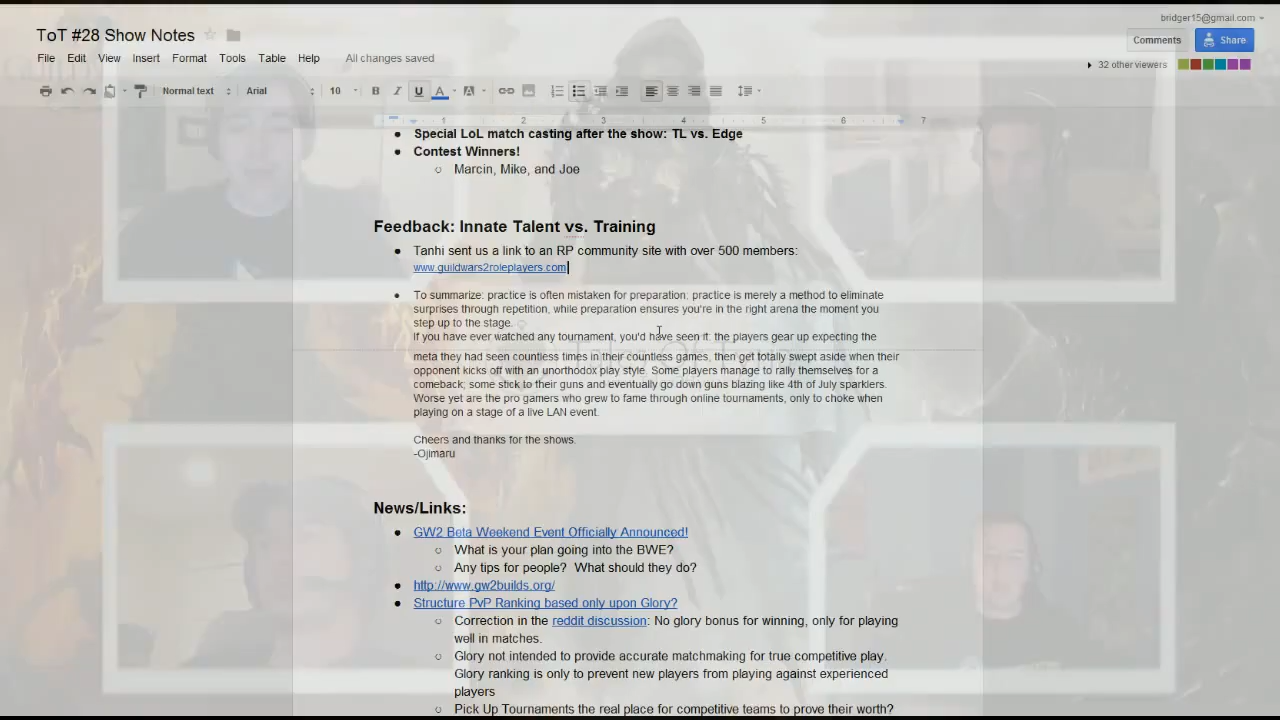 bridger15@gmail.com
ToT #28 Show Notes
Comments
Share
File Edit View Insert Format Tools Table Help All changes saved
32 other viewers
Normal text Arial 10 B I U A A
1 2 3 4 5 6 7
Special LoL match casting after the show: TL vs. Edge
Contest Winners!
Marcin, Mike, and Joe
Feedback: Innate Talent vs. Training
Tanhi sent us a link to an RP community site with over 500 members:
www.guildwars2roleplayers.com
To summarize: practice is often mistaken for preparation; practice is merely a method to eliminate
surprises through repetition, while preparation ensures you're in the right arena the moment you
step up to the stage.
If you have ever watched any tournament, you'd have seen it: the players gear up expecting the
meta they had seen countless times in their countless games, then get totally swept aside when their
opponent kicks off with an unorthodox play style. Some players manage to rally themselves for a
comeback; some stick to their guns and eventually go down guns blazing like 4th of July sparklers.
Worse yet are the pro gamers who grew to fame through online tournaments, only to choke when
playing on a stage of a live LAN event.
Cheers and thanks for the shows.
-Ojimaru
News/Links:
GW2 Beta Weekend Event Officially Announced!
What is your plan going into the BWE?
Any tips for people? What should they do?
http://www.gw2builds.org/
Structure PvP Ranking based only upon Glory?
Correction in the reddit discussion: No glory bonus for winning, only for playing
well in matches.
Glory not intended to provide accurate matchmaking for true competitive play.
Glory ranking is only to prevent new players from playing against experienced
players
Pick Up Tournaments the real place for competitive teams to prove their worth?